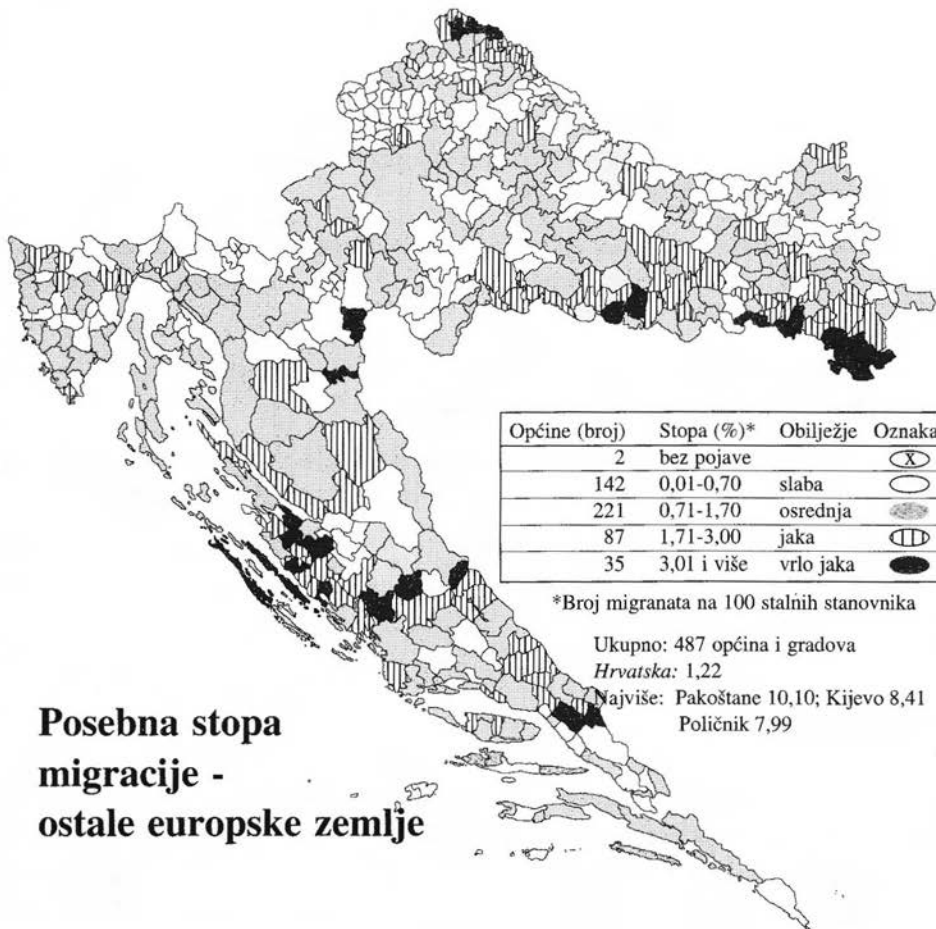 Općine (broj) Stopa (%)* Obilježje Oznaka
2 bez pojave X
142 0,01-0,70 slaba
221 0,71-1,70 osrednja
87 1,71-3,00 jaka
35 3,01 i više vrlo jaka
*Broj migranata na 100 stalnih stanovnika
Ukupno: 487 općina i gradova
Hrvatska: 1,22
Najviše: Pakoštane 10,10; Kijevo 8,41
Poličnik 7,99
Posebna stopa
migracije -
ostale europske zemlje